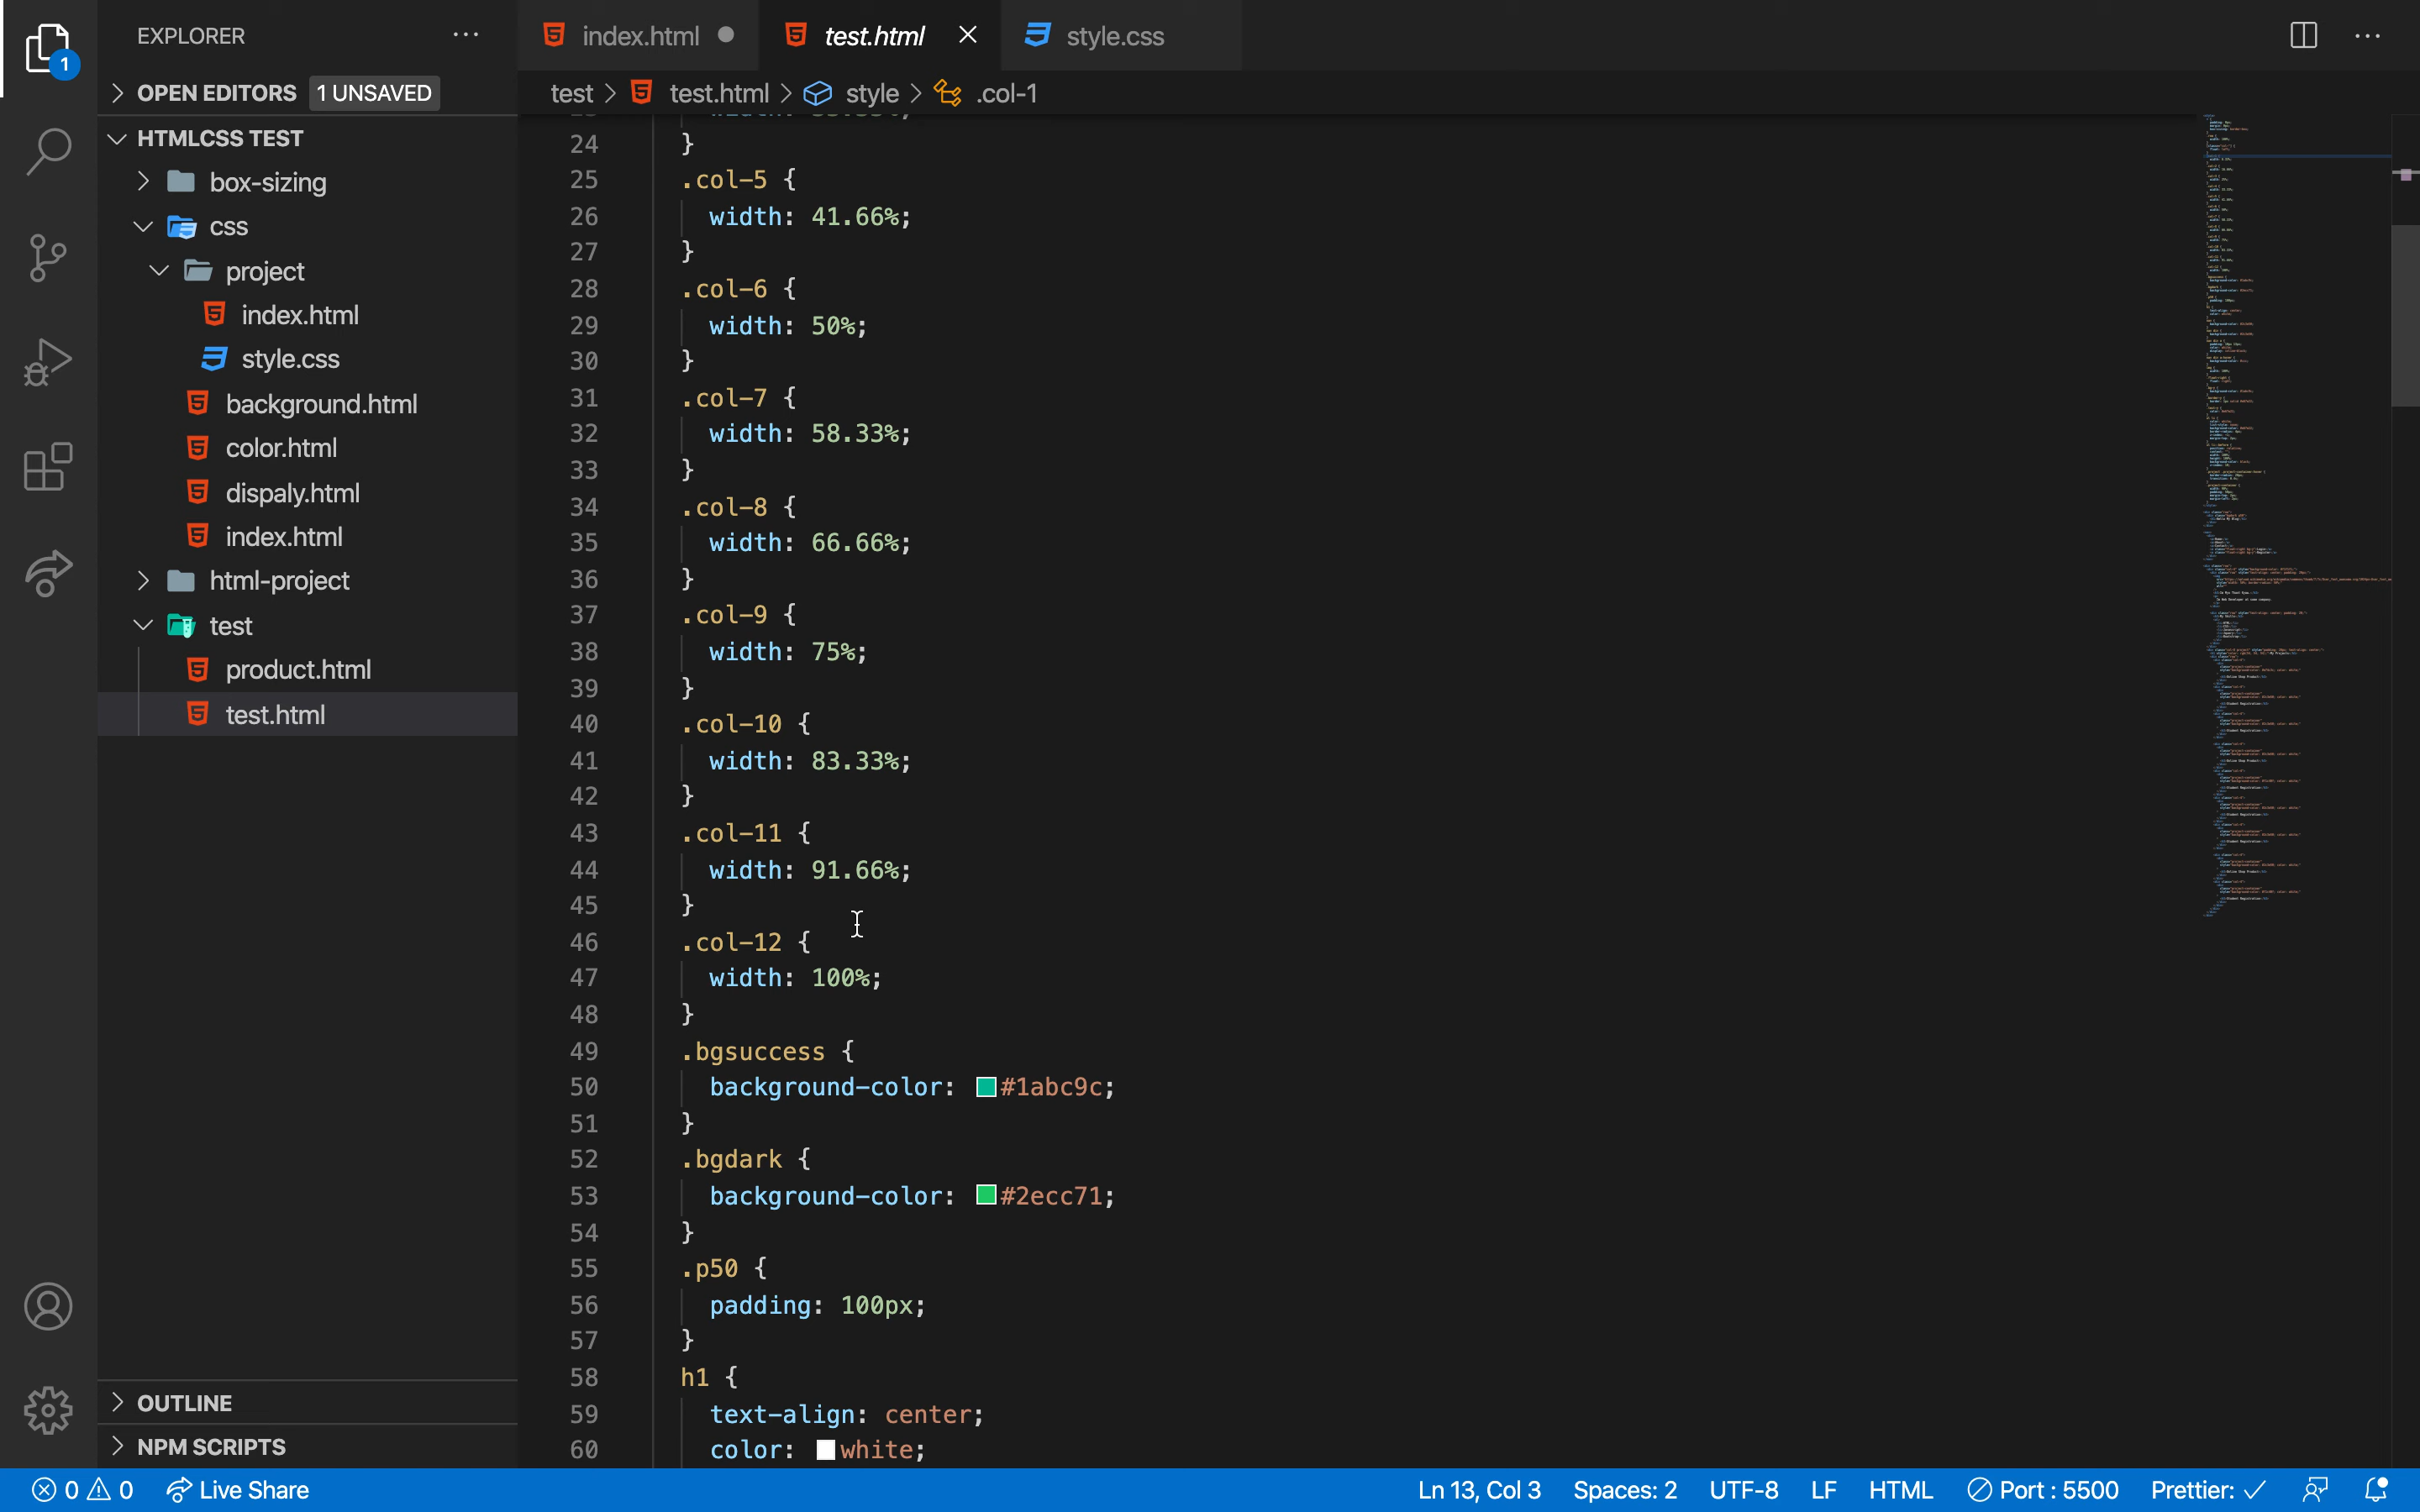 EXPLORER
index.html
test.html
style.css
1
OPEN EDITORS 1 UNSAVED
test > test.html > style > .col-1
HTMLCSS TEST
box-sizing
css
project
index.html
style.css
background.html
color.html
dispaly.html
index.html
html-project
test
product.html
test.html
OUTLINE
NPM SCRIPTS
24 }
25 .col-5 {
26 width: 41.66%;
27 }
28 .col-6 {
29 width: 50%;
30 }
31 .col-7 {
32 width: 58.33%;
33 }
34 .col-8 {
35 width: 66.66%;
36 }
37 .col-9 {
38 width: 75%;
39 }
40 .col-10 {
41 width: 83.33%;
42 }
43 .col-11 {
44 width: 91.66%;
45 }
46 .col-12 {
47 width: 100%;
48 }
49 .bgsuccess {
50 background-color: #1abc9c;
51 }
52 .bgdark {
53 background-color: #2ecc71;
54 }
55 .p50 {
56 padding: 100px;
57 }
58 h1 {
59 text-align: center;
60 color: white;
0 0 Live Share Ln 13, Col 3 Spaces: 2 UTF-8 LF HTML Port : 5500 Prettier: ✓